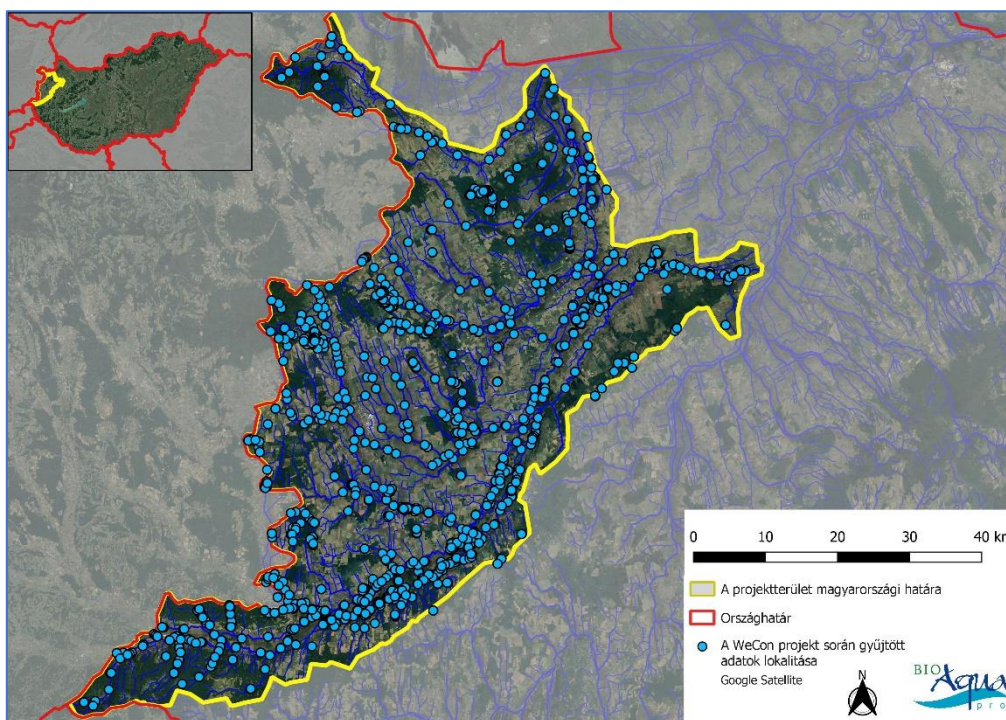 0 10 20 30 40 km
A projektterület magyarországi határa
Országhatár
A WeCon projekt során gyűjtött
adatok lokalitása
Google Satellite
N
BIO
Aqua
pro